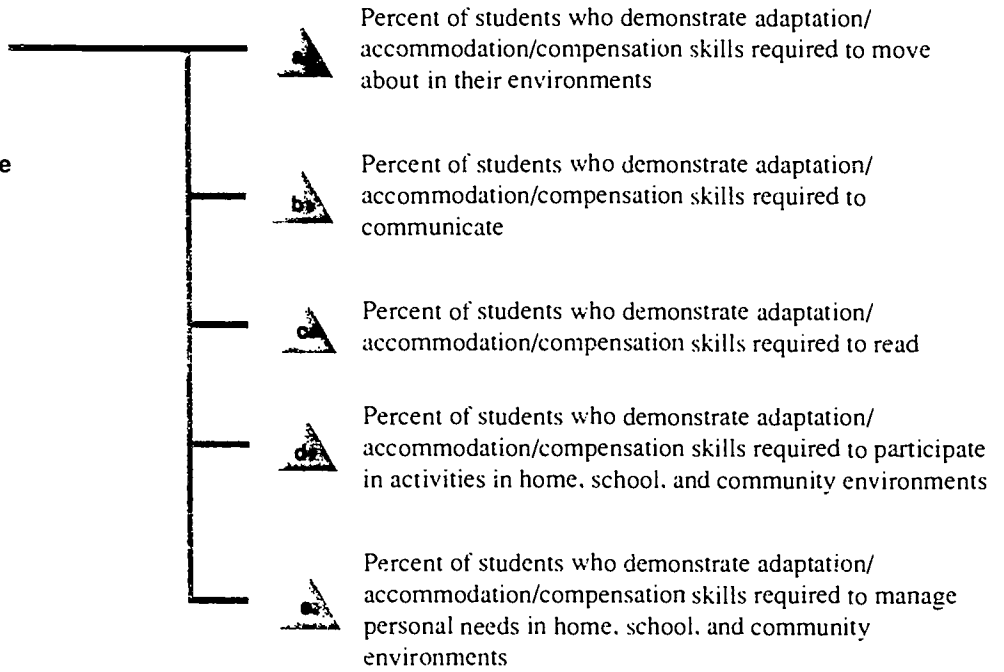 Percent of students who demonstrate adaptation/
accommodation/compensation skills required to move
about in their environments
e
b
Percent of students who demonstrate adaptation/
accommodation/compensation skills required to
communicate
c
Percent of students who demonstrate adaptation/
accommodation/compensation skills required to read
d
Percent of students who demonstrate adaptation/
accommodation/compensation skills required to participate
in activities in home, school, and community environments
Percent of students who demonstrate adaptation/
accommodation/compensation skills required to manage
personal needs in home, school, and community
environments